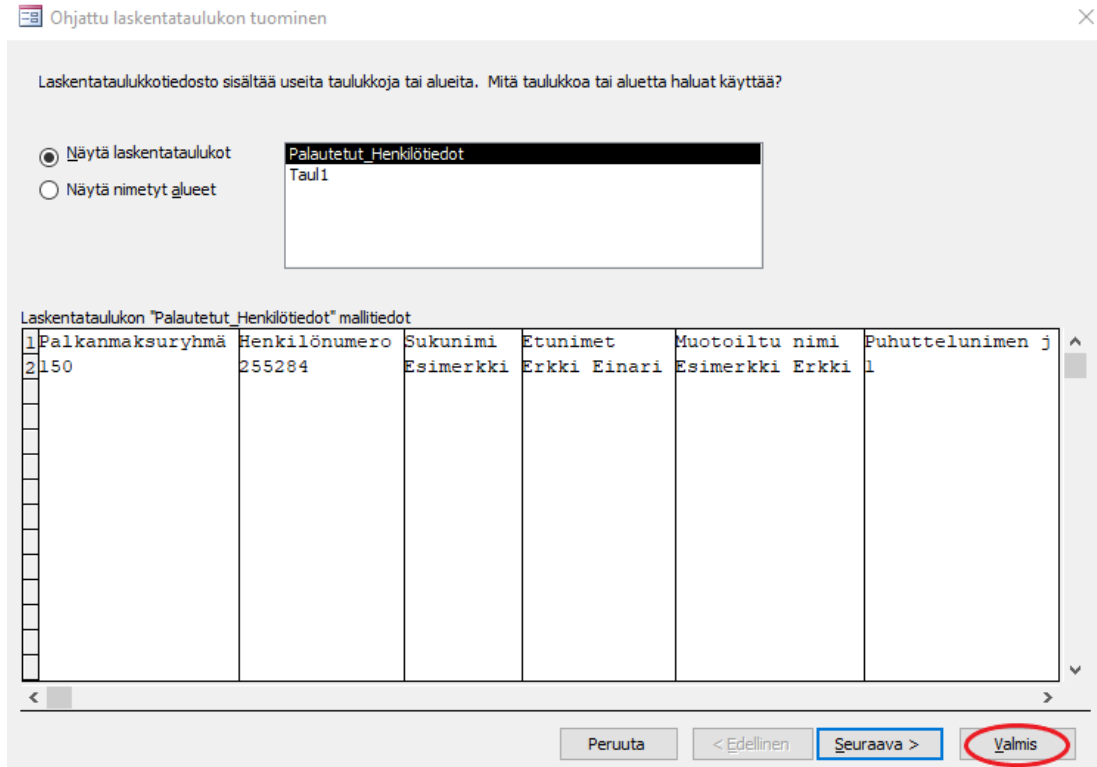 Ohjattu laskentataulukon tuominen
Laskentataulukkotiedosto sisältää useita taulukkoja tai alueita. Mitä taulukkoa tai aluetta haluat käyttää?
Näytä laskentataulukot
Näytä nimetyt alueet
Palautetut_Henkilötiedot
Taul1
Laskentataulukon "Palautetut_Henkilötiedot" mallitiedot
1 Palkanmaksuryhmä Henkilönumero Sukunimi Etunimet Muotoiltu nimi Puhuttelunimen j
2 150 255284 Esimerkki Erkki Einari Esimerkki Erkki 1
Peruuta < Edellinen Seuraava > Valmis